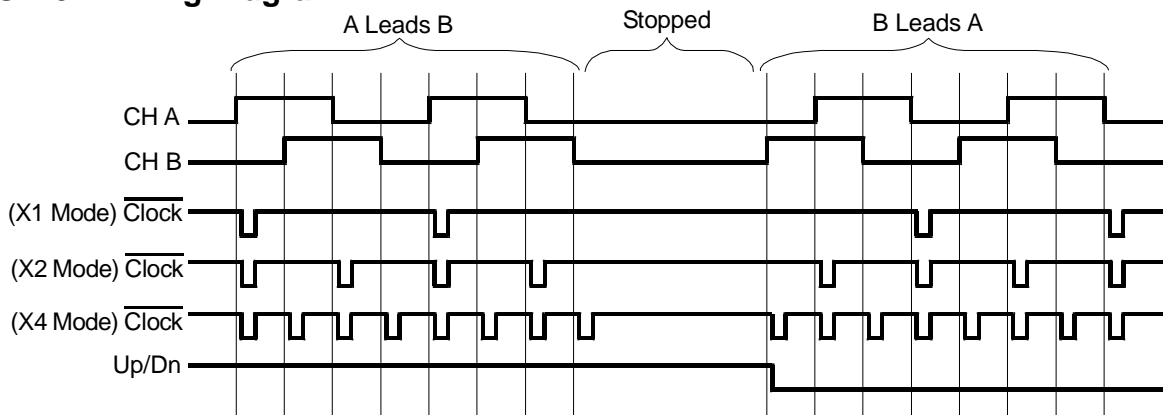 A Leads B
Stopped
B Leads A
CH A
CH B
(X1 Mode) Clock
(X2 Mode) Clock
(X4 Mode) Clock
Up/Dn